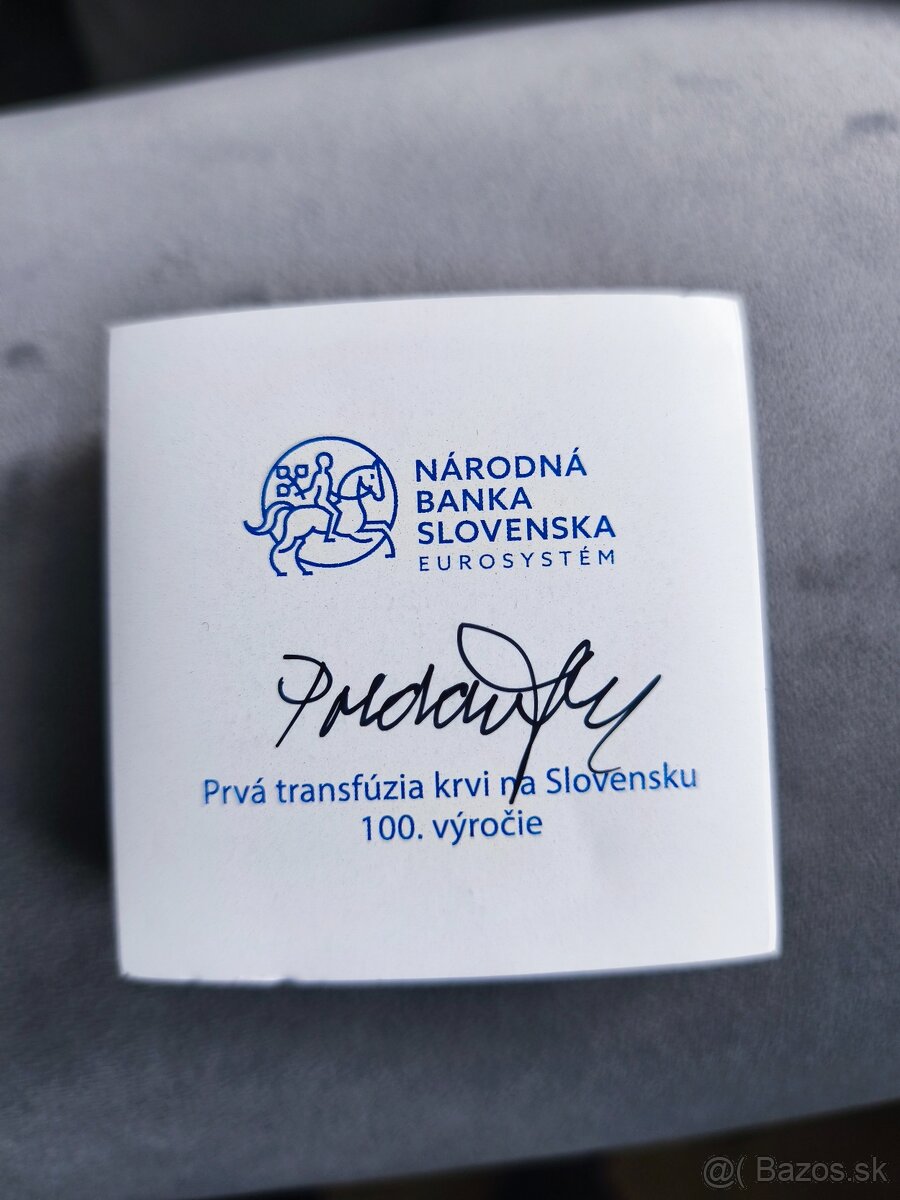 NÁRODNÁ
BANKA
SLOVENSKA
EUROSYSTÉM
Prvá transfúzia krvi na Slovensku
100. výročie
@( Bazos.sk